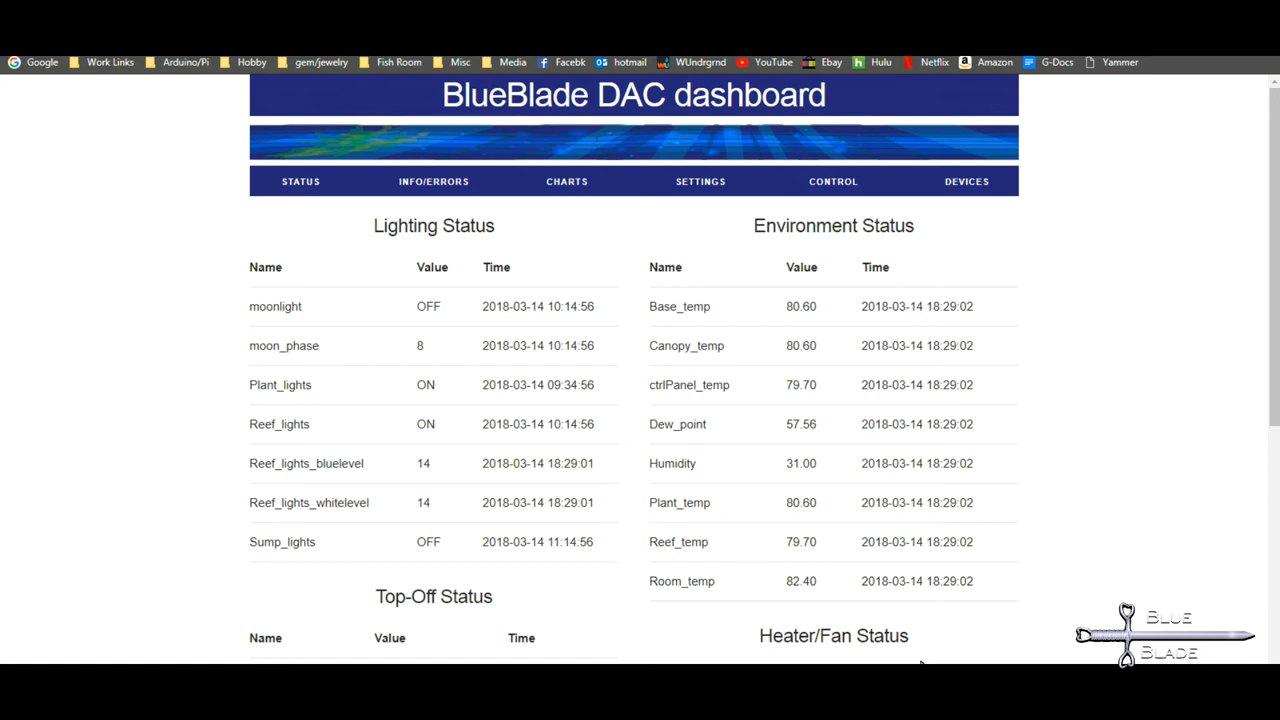 Google Work Links Arduino/Pi Hobby gem/jewelry Fish Room Misc Media Facebk hotmail WUndrgrnd YouTube Ebay Hulu Netflix Amazon G-Docs Yammer
BlueBlade DAC dashboard
STATUS INFO/ERRORS CHARTS SETTINGS CONTROL DEVICES
Lighting Status
Name Value Time
moonlight OFF 2018-03-14 10:14:56
moon_phase 8 2018-03-14 10:14:56
Plant_lights ON 2018-03-14 09:34:56
Reef_lights ON 2018-03-14 10:14:56
Reef_lights_bluelevel 14 2018-03-14 18:29:01
Reef_lights_whitelevel 14 2018-03-14 18:29:01
Sump_lights OFF 2018-03-14 11:14:56
Top-Off Status
Name Value Time
Environment Status
Name Value Time
Base_temp 80.60 2018-03-14 18:29:02
Canopy_temp 80.60 2018-03-14 18:29:02
ctrlPanel_temp 79.70 2018-03-14 18:29:02
Dew_point 57.56 2018-03-14 18:29:02
Humidity 31.00 2018-03-14 18:29:02
Plant_temp 80.60 2018-03-14 18:29:02
Reef_temp 79.70 2018-03-14 18:29:02
Room_temp 82.40 2018-03-14 18:29:02
Heater/Fan Status
BLUE
BLADE